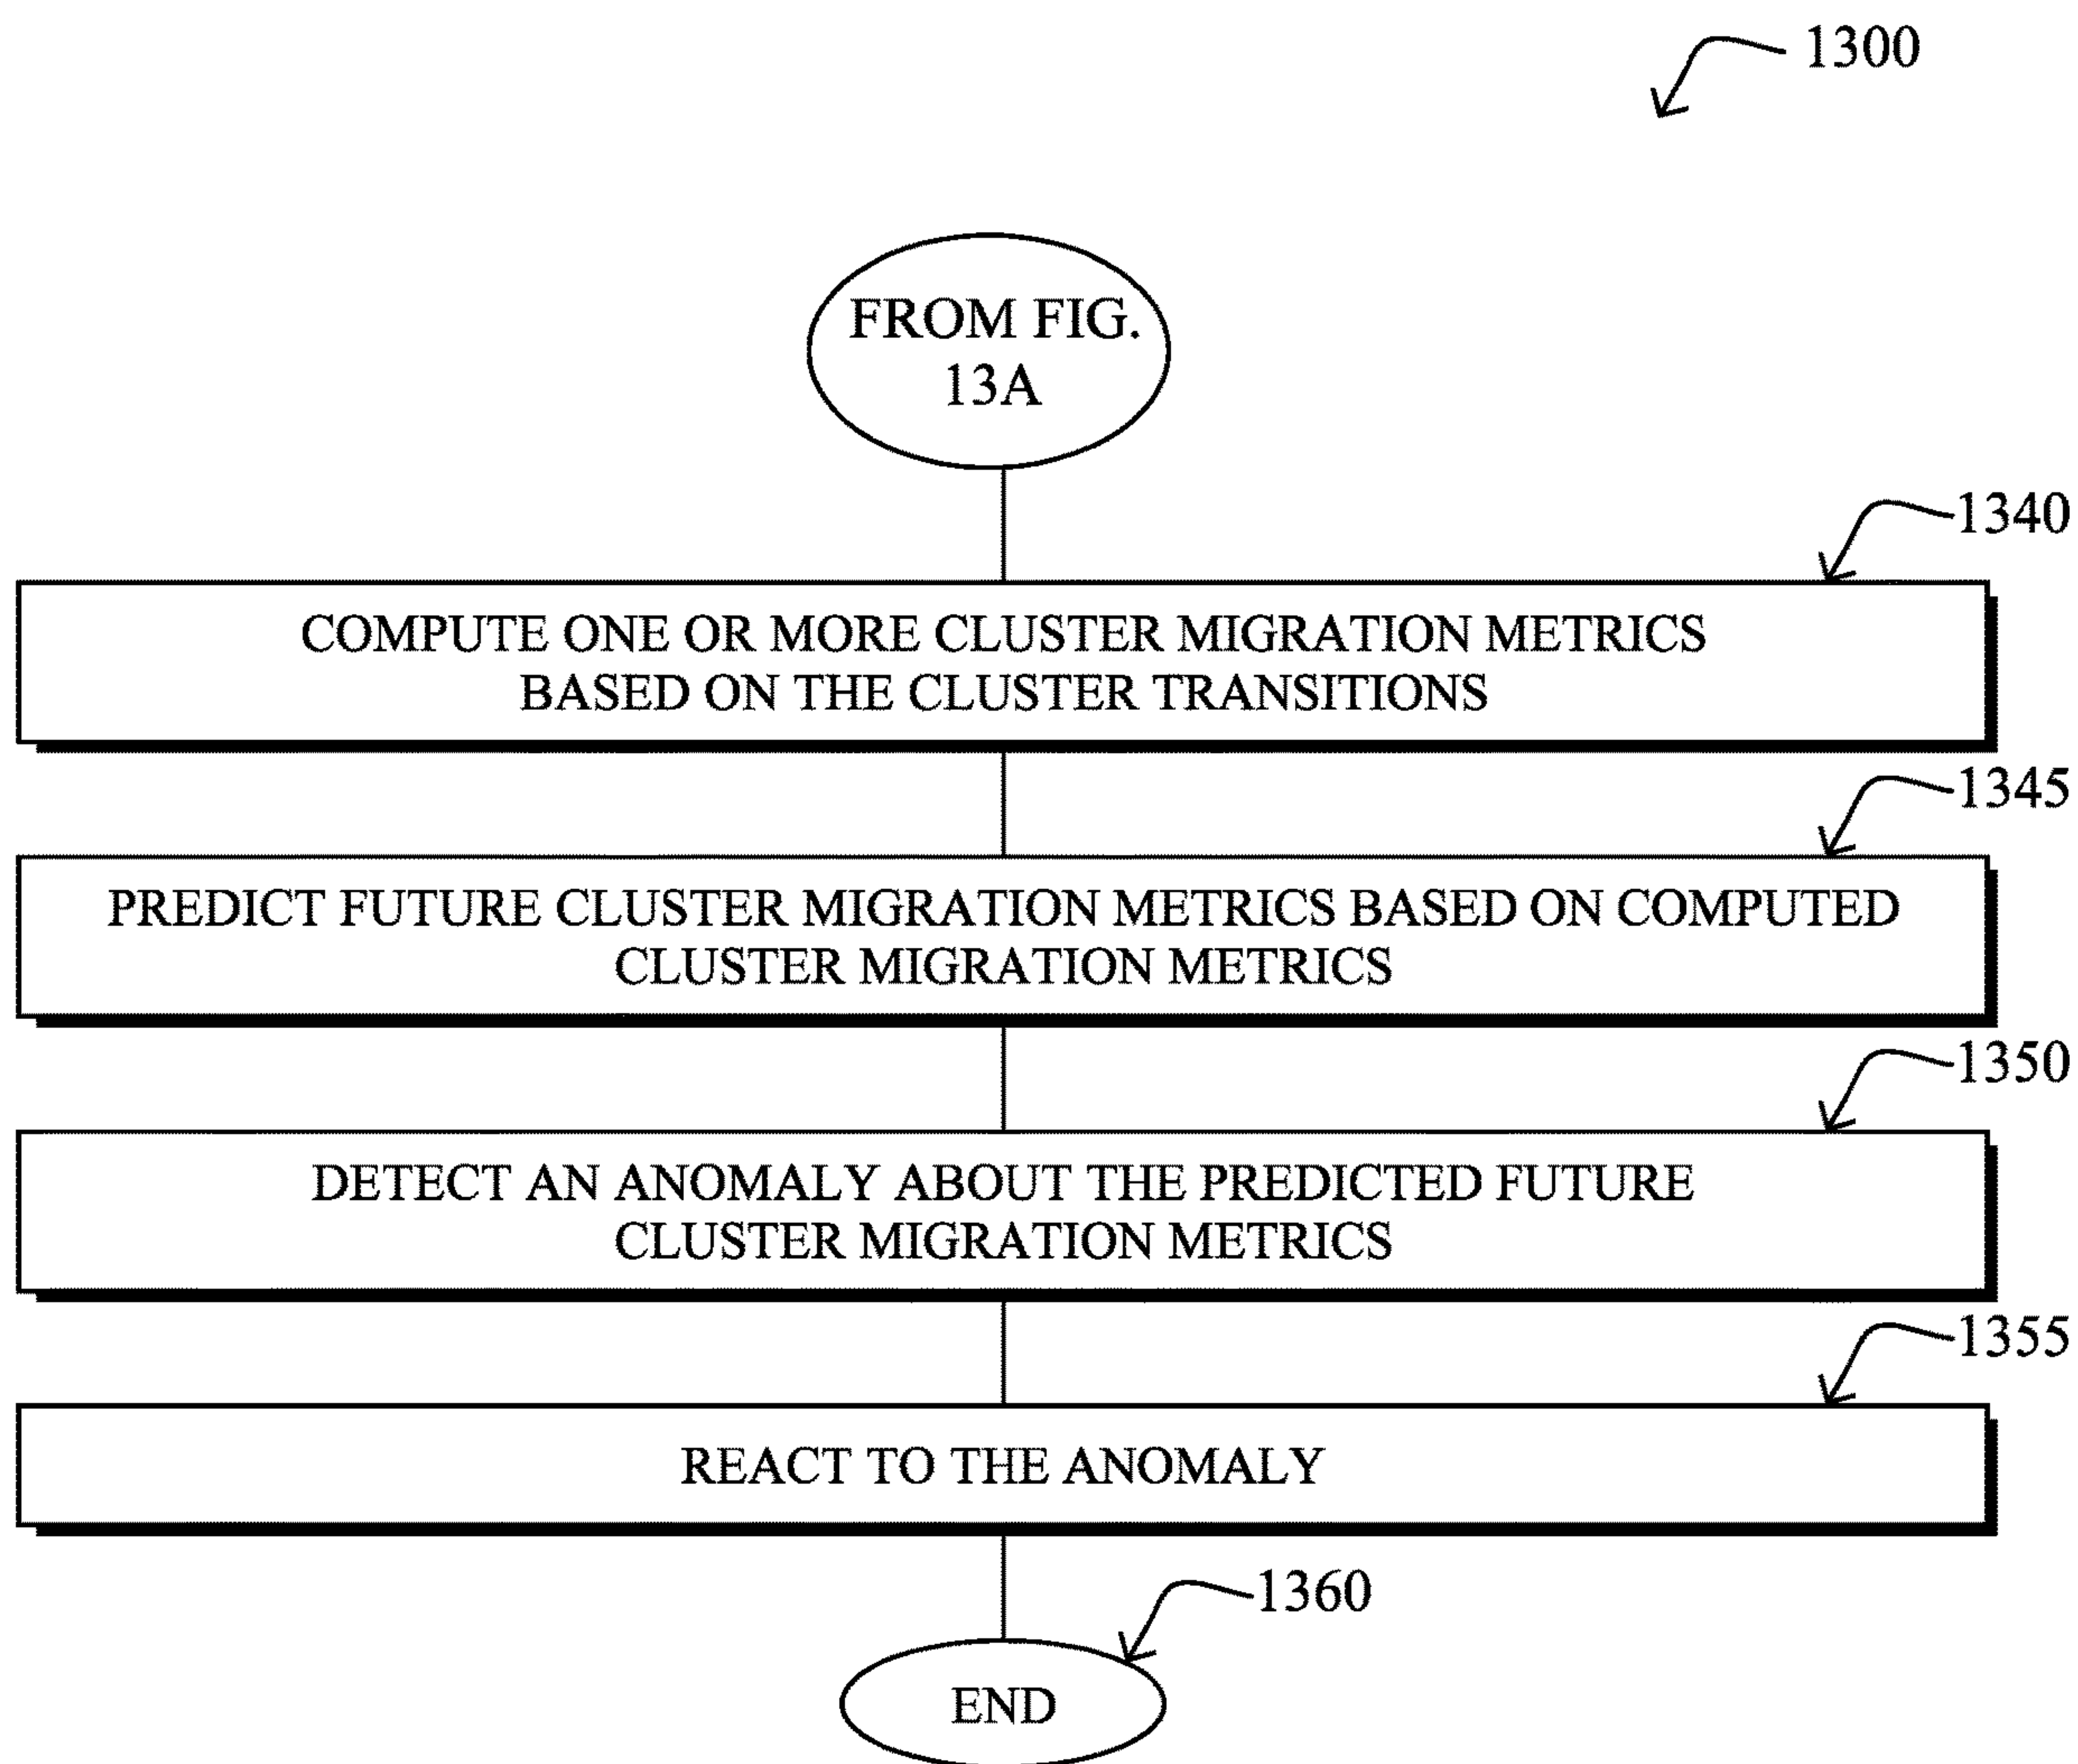 1300
FROM FIG.
13A
1340
COMPUTE ONE OR MORE CLUSTER MIGRATION METRICS
BASED ON THE CLUSTER TRANSITIONS
1345
PREDICT FUTURE CLUSTER MIGRATION METRICS BASED ON COMPUTED
CLUSTER MIGRATION METRICS
1350
DETECT AN ANOMALY ABOUT THE PREDICTED FUTURE
CLUSTER MIGRATION METRICS
1355
REACT TO THE ANOMALY
1360
END